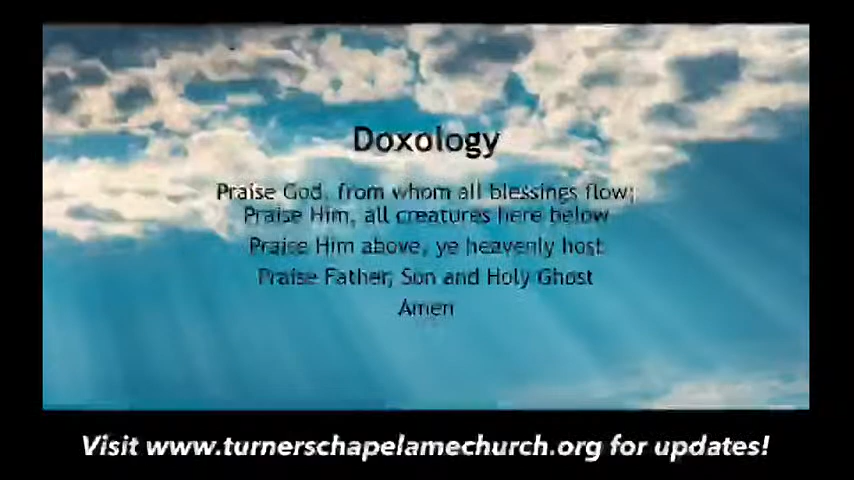 Doxology
Praise God, from whom all blessings flow;
Praise Him, all creatures here below
Praise Him above, ye heavenly host
Praise Father, Son and Holy Ghost
Amen
Visit www.turnerschapelamechurch.org for updates!